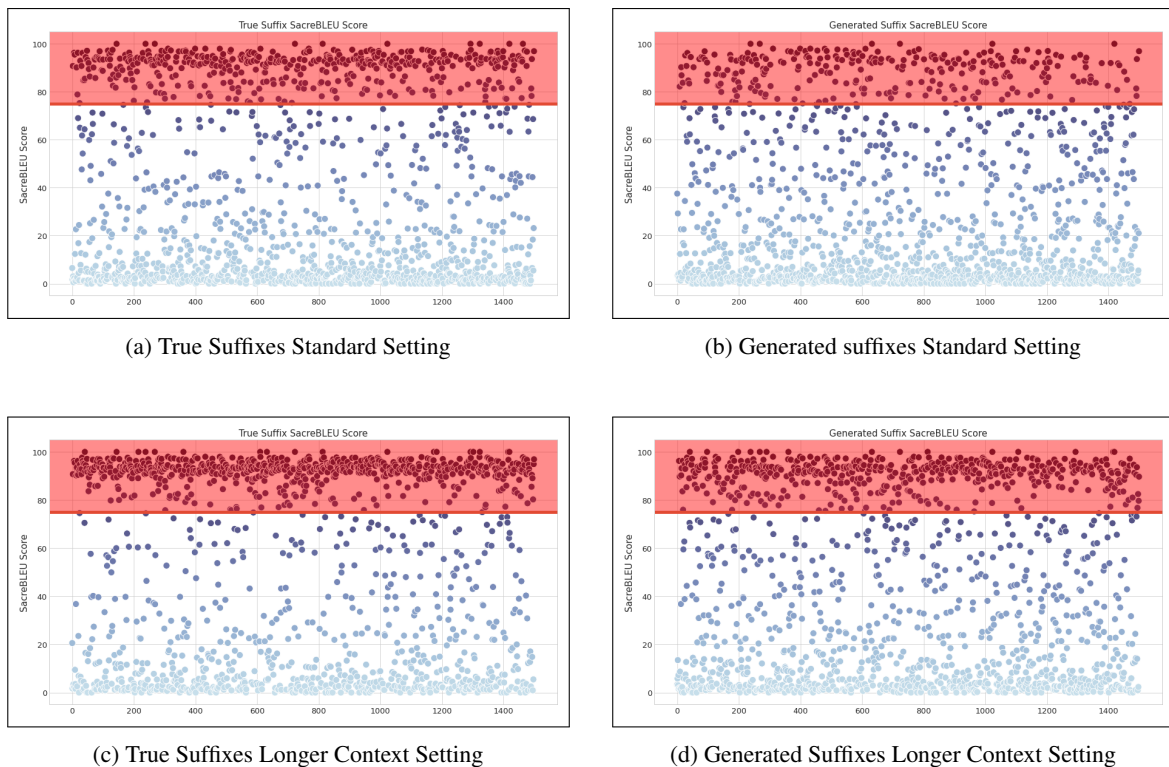 True Suffix SacreBLEU Score
SacreBLEU Score
100
80
60
40
20
0
0 200 400 600 800 1000 1200 1400
(a) True Suffixes Standard Setting
Generated Suffix SacreBLEU Score
SacreBLEU Score
100
80
60
40
20
0
0 200 400 600 800 1000 1200 1400
(b) Generated suffixes Standard Setting
True Suffix SacreBLEU Score
SacreBLEU Score
100
80
60
40
20
0
0 200 400 600 800 1000 1200 1400
(c) True Suffixes Longer Context Setting
Generated Suffix SacreBLEU Score
SacreBLEU Score
100
80
60
40
20
0
0 200 400 600 800 1000 1200 1400
(d) Generated Suffixes Longer Context Setting